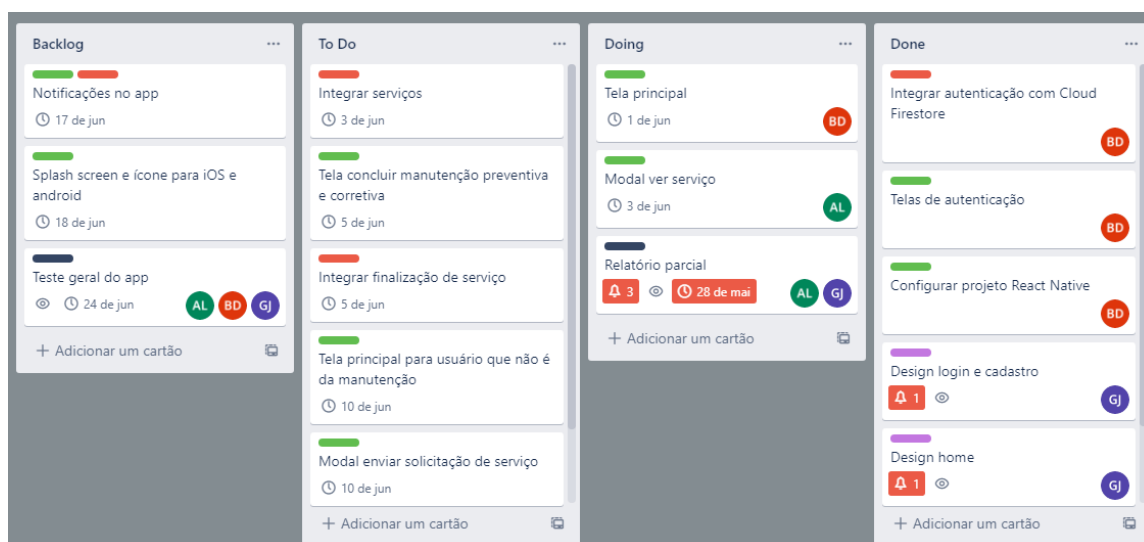 Backlog
Notificações no app
17 de jun
Splash screen e ícone para iOS e
android
18 de jun
Teste geral do app
24 de jun
AL BD GJ
+ Adicionar um cartão
To Do
Integrar serviços
3 de jun
Tela concluir manutenção preventiva
e corretiva
5 de jun
Integrar finalização de serviço
5 de jun
Tela principal para usuário que não é
da manutenção
10 de jun
Modal enviar solicitação de serviço
10 de jun
+ Adicionar um cartão
Doing
Tela principal
1 de jun
BD
Modal ver serviço
3 de jun
AL
Relatório parcial
3 28 de mai AL GJ
+ Adicionar um cartão
Done
Integrar autenticação com Cloud
Firestore
BD
Telas de autenticação
BD
Configurar projeto React Native
BD
Design login e cadastro
1 GJ
Design home
1 GJ
+ Adicionar um cartão